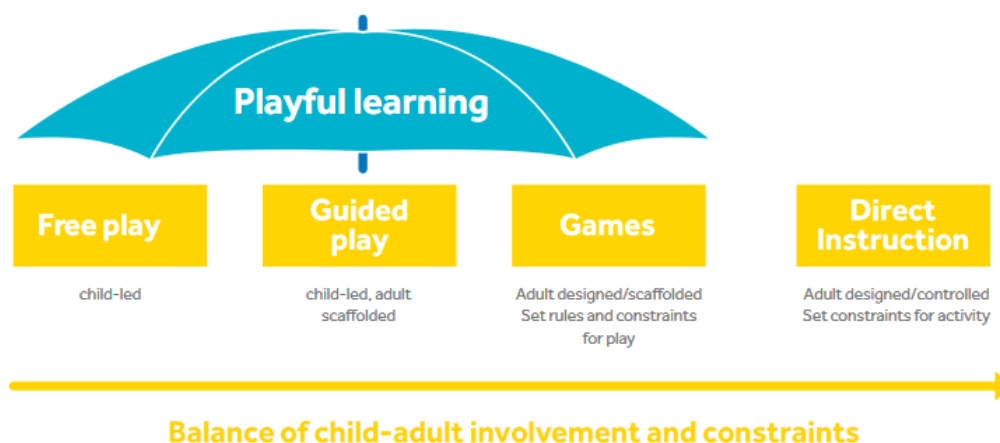 Playful learning
Free play
child-led
Guided
play
child-led, adult
scaffolded
Games
Adult designed/scaffolded
Set rules and constraints
for play
Direct
Instruction
Adult designed/controlled
Set constraints for activity
Balance of child-adult involvement and constraints